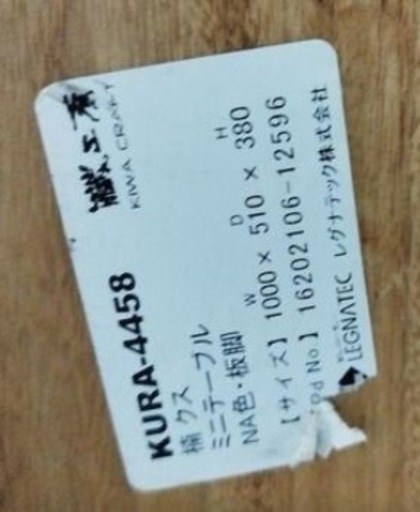 KIWA CRAFT
KURA-4458
楠 クス
ミニテーブル
NA色・板脚
W D H
【サイズ】1000× 510 × 380
od No】16202106-12596
LEGNATEC レグナテック株式会社